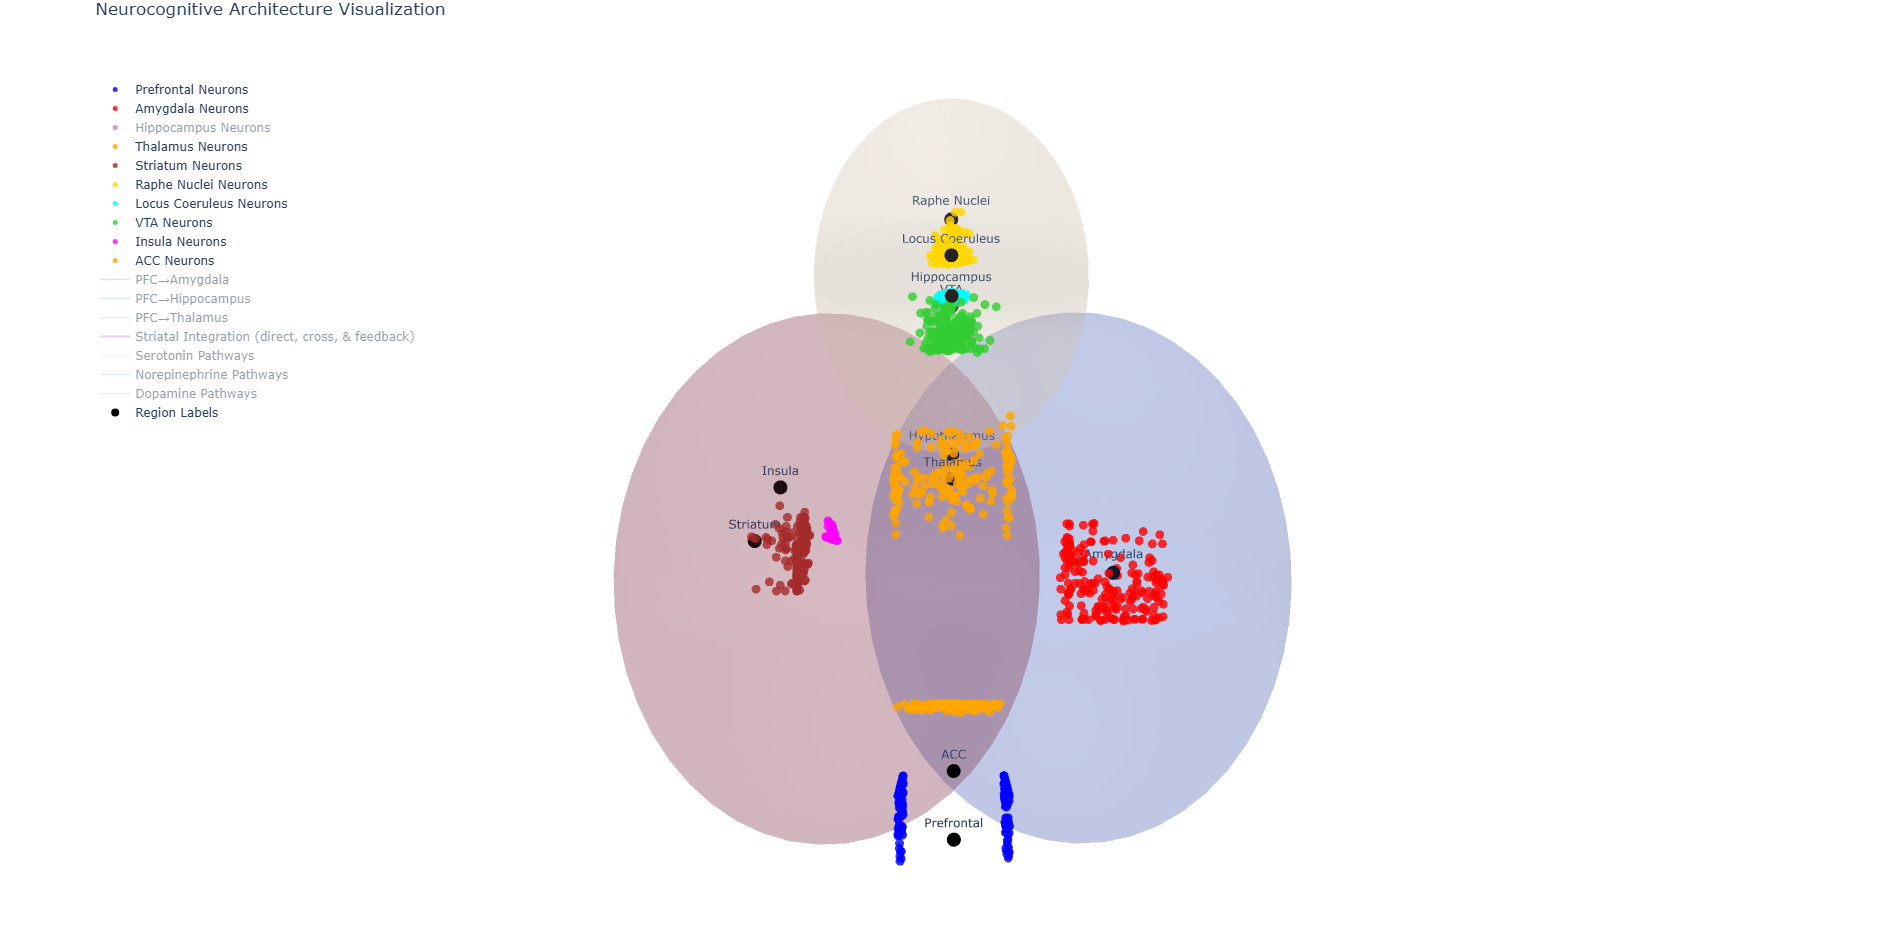 Neurocognitive Architecture Visualization
Prefrontal Neurons
Amygdala Neurons
Hippocampus Neurons
Thalamus Neurons
Striatum Neurons
Raphe Nuclei Neurons
Locus Coeruleus Neurons
VTA Neurons
Insula Neurons
ACC Neurons
PFC→Amygdala
PFC→Hippocampus
PFC→Thalamus
Striatal Integration (direct, cross, & feedback)
Serotonin Pathways
Norepinephrine Pathways
Dopamine Pathways
Region Labels
Raphe Nuclei
Locus Coeruleus
Hippocampus
VTA
Hypothalamus
Thalamus
Insula
Striatum
Amygdala
ACC
Prefrontal